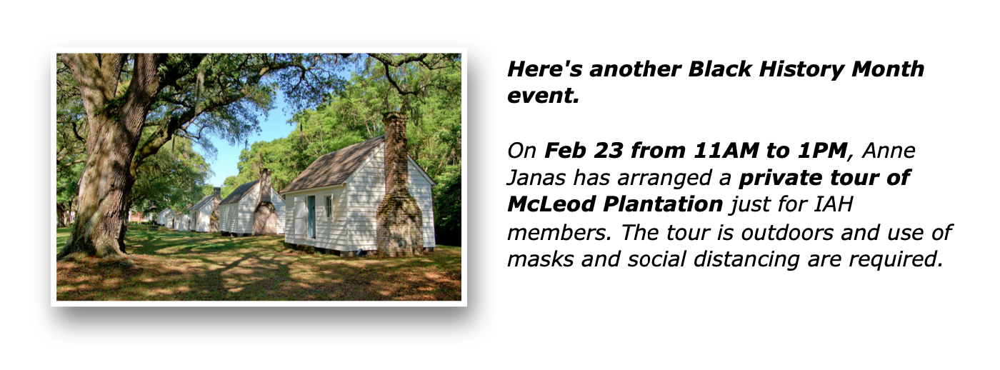 Here's another Black History Month
event.
On Feb 23 from 11AM to 1PM, Anne
Janas has arranged a private tour of
McLeod Plantation just for IAH
members. The tour is outdoors and use of
masks and social distancing are required.